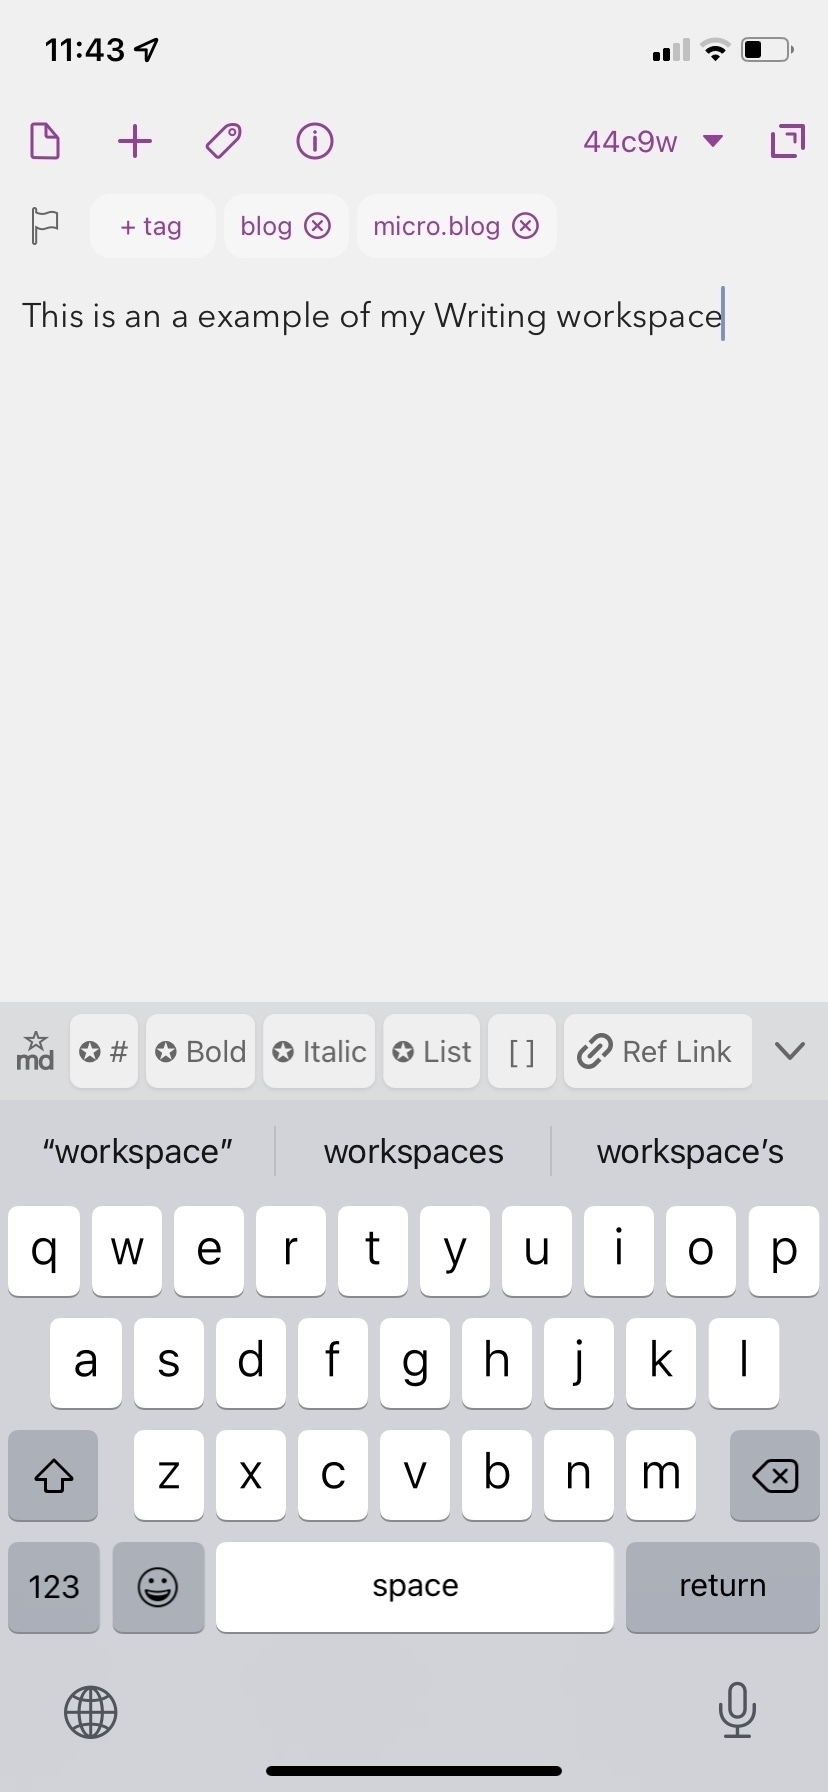 11:43
44c9w
+ tag blog micro.blog
This is an a example of my Writing workspace
md # Bold Italic List [ ] Ref Link
“workspace” workspaces workspace’s
q w e r t y u i o p
a s d f g h j k l
z x c v b n m
123 space return